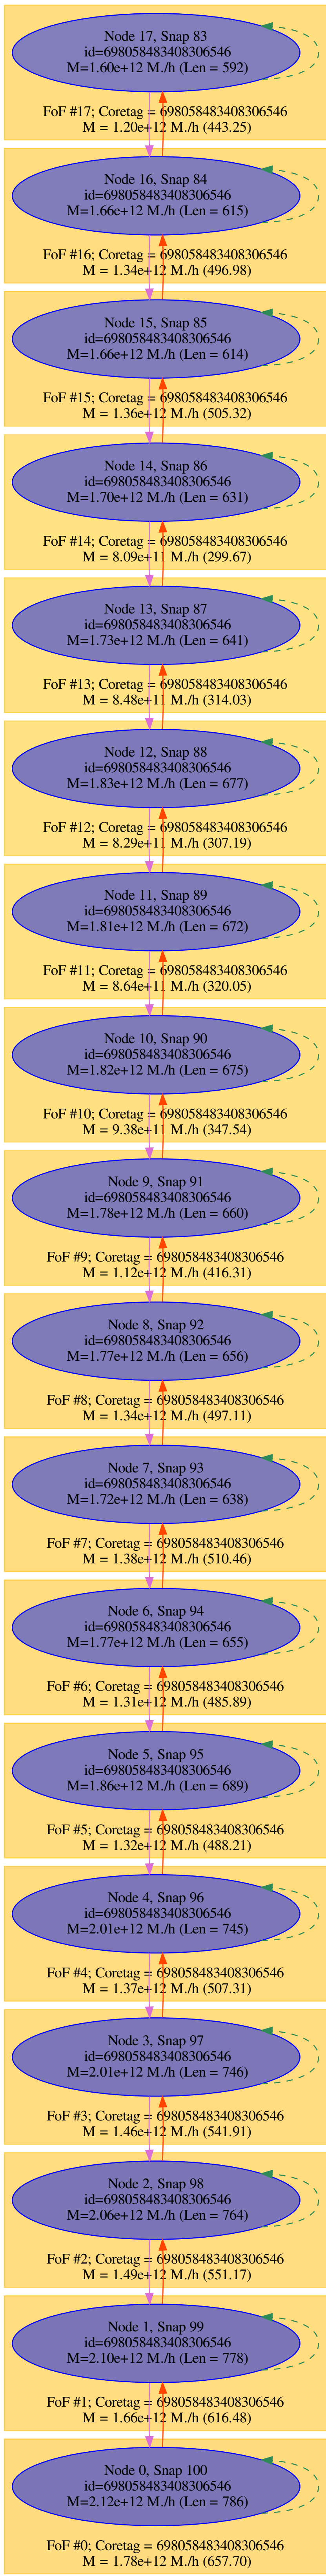 Node 17, Snap 83
id=698058483408306546
M=1.60e+12 M./h (Len = 592)
FoF #17; Coretag = 698058483408306546
M = 1.20e+12 M./h (443.25)
Node 16, Snap 84
id=698058483408306546
M=1.66e+12 M./h (Len = 615)
FoF #16; Coretag = 698058483408306546
M = 1.34e+12 M./h (496.98)
Node 15, Snap 85
id=698058483408306546
M=1.66e+12 M./h (Len = 614)
FoF #15; Coretag = 698058483408306546
M = 1.36e+12 M./h (505.32)
Node 14, Snap 86
id=698058483408306546
M=1.70e+12 M./h (Len = 631)
FoF #14; Coretag = 698058483408306546
M = 8.09e+11 M./h (299.67)
Node 13, Snap 87
id=698058483408306546
M=1.73e+12 M./h (Len = 641)
FoF #13; Coretag = 698058483408306546
M = 8.48e+11 M./h (314.03)
Node 12, Snap 88
id=698058483408306546
M=1.83e+12 M./h (Len = 677)
FoF #12; Coretag = 698058483408306546
M = 8.29e+11 M./h (307.19)
Node 11, Snap 89
id=698058483408306546
M=1.81e+12 M./h (Len = 672)
FoF #11; Coretag = 698058483408306546
M = 8.64e+11 M./h (320.05)
Node 10, Snap 90
id=698058483408306546
M=1.82e+12 M./h (Len = 675)
FoF #10; Coretag = 698058483408306546
M = 9.38e+11 M./h (347.54)
Node 9, Snap 91
id=698058483408306546
M=1.78e+12 M./h (Len = 660)
FoF #9; Coretag = 698058483408306546
M = 1.12e+12 M./h (416.31)
Node 8, Snap 92
id=698058483408306546
M=1.77e+12 M./h (Len = 656)
FoF #8; Coretag = 698058483408306546
M = 1.34e+12 M./h (497.11)
Node 7, Snap 93
id=698058483408306546
M=1.72e+12 M./h (Len = 638)
FoF #7; Coretag = 698058483408306546
M = 1.38e+12 M./h (510.46)
Node 6, Snap 94
id=698058483408306546
M=1.77e+12 M./h (Len = 655)
FoF #6; Coretag = 698058483408306546
M = 1.31e+12 M./h (485.89)
Node 5, Snap 95
id=698058483408306546
M=1.86e+12 M./h (Len = 689)
FoF #5; Coretag = 698058483408306546
M = 1.32e+12 M./h (488.21)
Node 4, Snap 96
id=698058483408306546
M=2.01e+12 M./h (Len = 745)
FoF #4; Coretag = 698058483408306546
M = 1.37e+12 M./h (507.31)
Node 3, Snap 97
id=698058483408306546
M=2.01e+12 M./h (Len = 746)
FoF #3; Coretag = 698058483408306546
M = 1.46e+12 M./h (541.91)
Node 2, Snap 98
id=698058483408306546
M=2.06e+12 M./h (Len = 764)
FoF #2; Coretag = 698058483408306546
M = 1.49e+12 M./h (551.17)
Node 1, Snap 99
id=698058483408306546
M=2.10e+12 M./h (Len = 778)
FoF #1; Coretag = 698058483408306546
M = 1.66e+12 M./h (616.48)
Node 0, Snap 100
id=698058483408306546
M=2.12e+12 M./h (Len = 786)
FoF #0; Coretag = 698058483408306546
M = 1.78e+12 M./h (657.70)